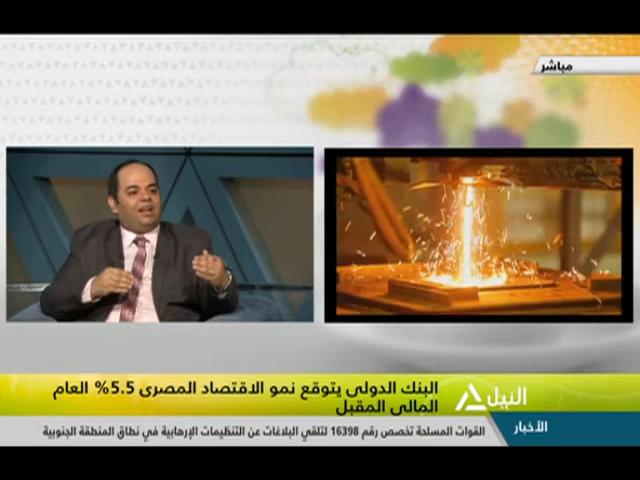 مباشر
البنك الدولى يتوقع نمو الاقتصاد المصرى 5.5% العام
المالى المقبل
النيل
الأخبار
القوات المسلحة تخصص رقم 16398 لتلقي البلاغات عن التنظيمات الإرهابية في نطاق المنطقة الجنوبية